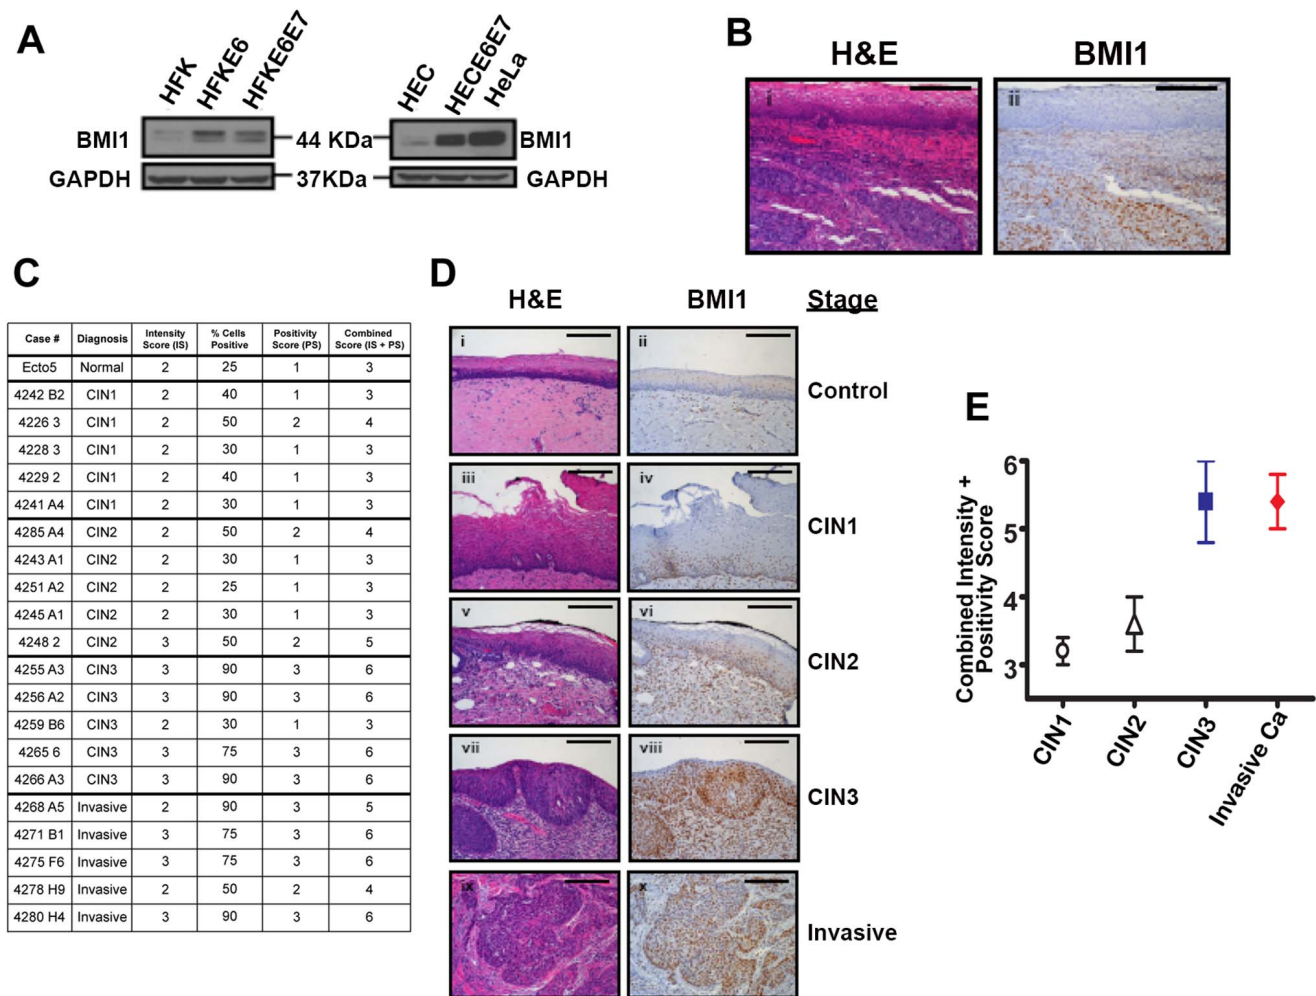 A
HFK HFKE6 HFKE6E7
HEC HECE6E7 HeLa
BMI1 44 KDa BMI1
GAPDH 37KDa GAPDH
B
H&E BMI1
i ii
C
Case # Diagnosis Intensity Score (IS) % Cells Positive Positivity Score (PS) Combined Score (IS + PS)
Ecto5 Normal 2 25 1 3
4242 B2 CIN1 2 40 1 3
4226 3 CIN1 2 50 2 4
4228 3 CIN1 2 30 1 3
4229 2 CIN1 2 40 1 3
4241 A4 CIN1 2 30 1 3
4285 A4 CIN2 2 50 2 4
4243 A1 CIN2 2 30 1 3
4251 A2 CIN2 2 25 1 3
4245 A1 CIN2 2 30 1 3
4248 2 CIN2 3 50 2 5
4255 A3 CIN3 3 90 3 6
4256 A2 CIN3 3 90 3 6
4259 B6 CIN3 2 30 1 3
4265 6 CIN3 3 75 3 6
4266 A3 CIN3 3 90 3 6
4268 A5 Invasive 2 90 3 5
4271 B1 Invasive 3 75 3 6
4275 F6 Invasive 3 75 3 6
4278 H9 Invasive 2 50 2 4
4280 H4 Invasive 3 90 3 6
D
H&E BMI1 Stage
i ii Control
iii iv CIN1
v vi CIN2
vii viii CIN3
ix x Invasive
E
Combined Intensity +
Positivity Score
6
5
4
3
CIN1 CIN2 CIN3 Invasive Ca